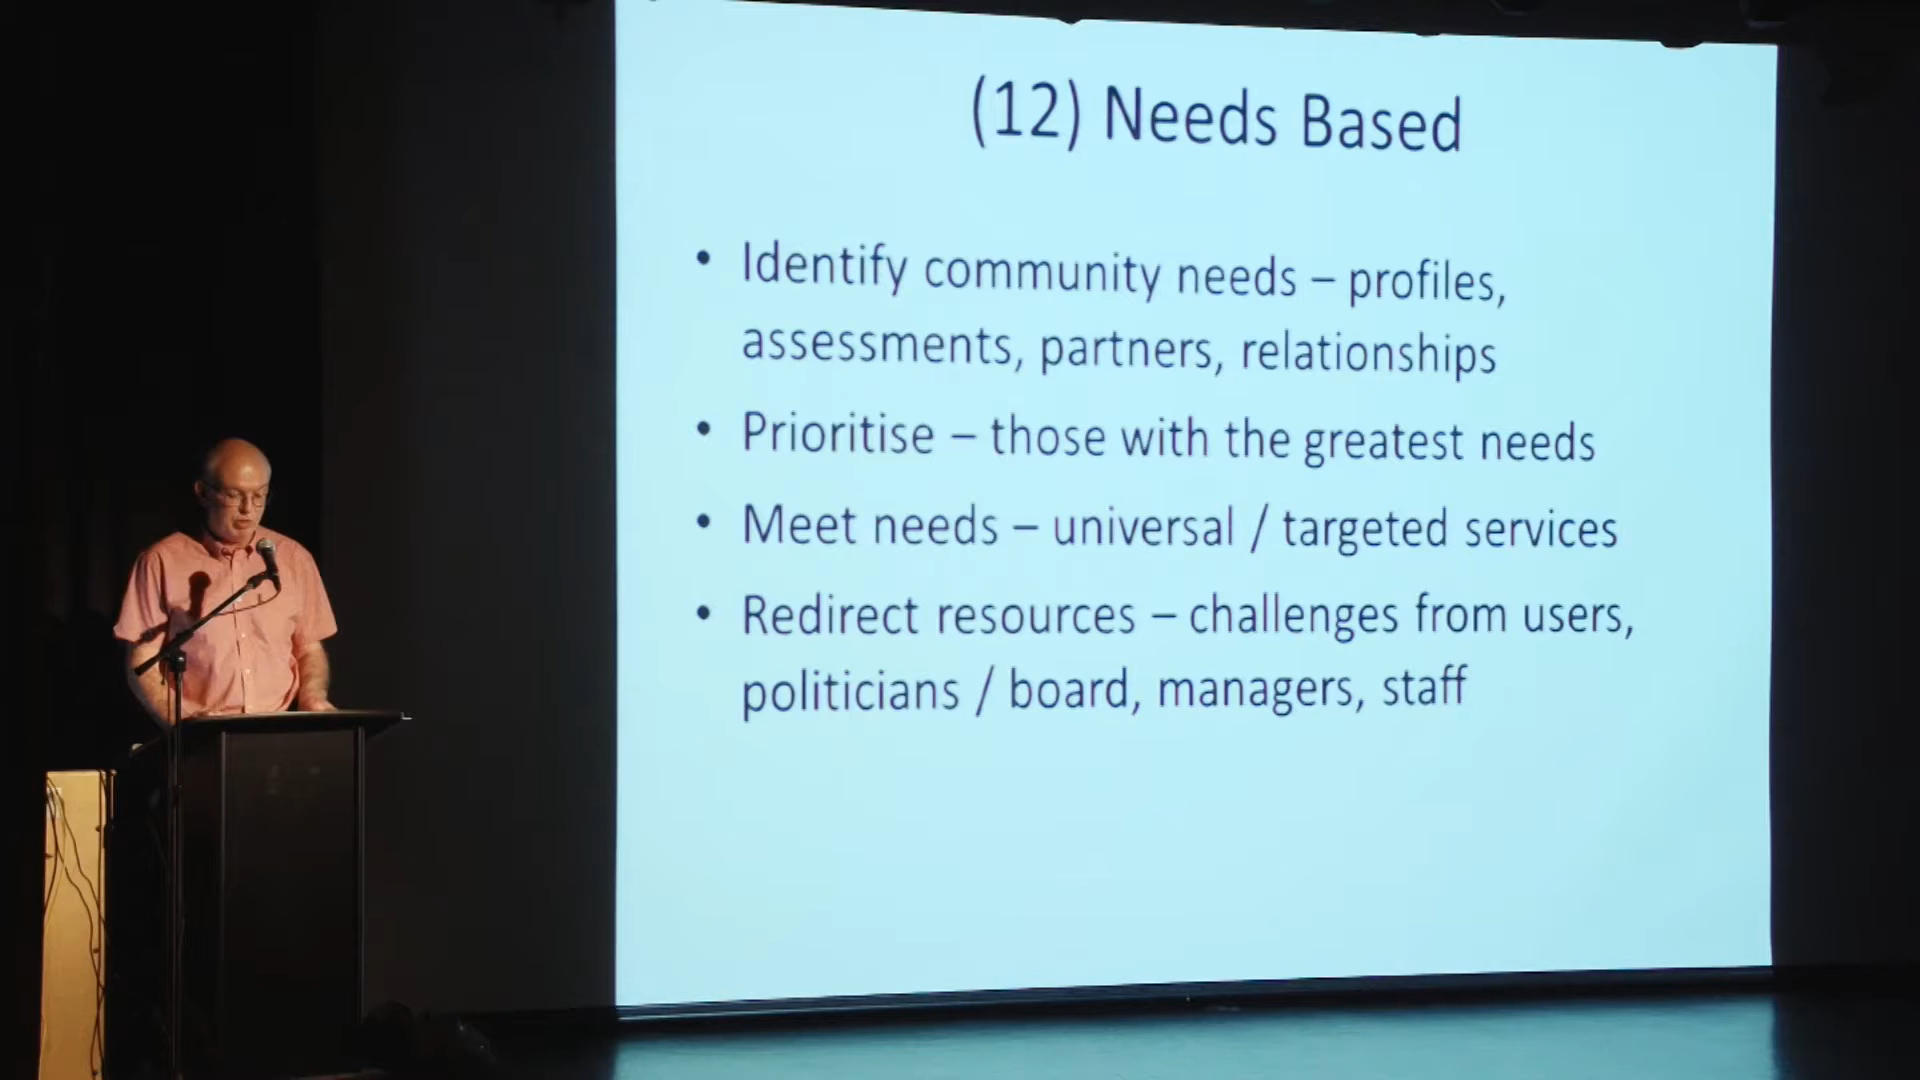 (12) Needs Based
• Identify community needs – profiles,
assessments, partners, relationships
• Prioritise – those with the greatest needs
• Meet needs – universal / targeted services
• Redirect resources – challenges from users,
politicians / board, managers, staff